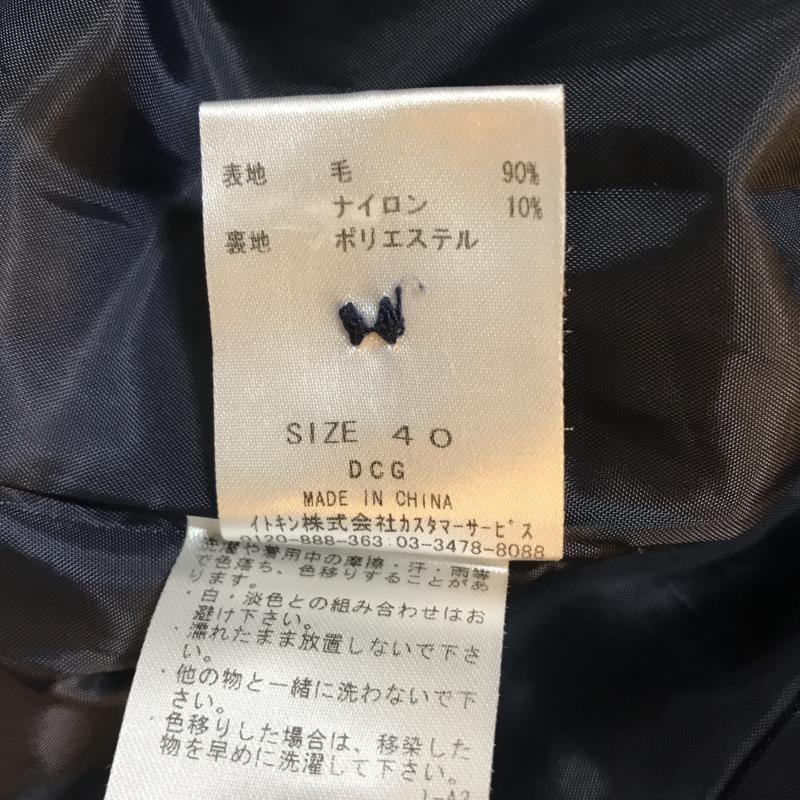 表地 毛 90%
ナイロン 10%
裏地 ポリエステル
SIZE 40
DCG
MADE IN CHINA
イトキン株式会社カスタマーサービス
0120-888-363 03-3478-8088
洗濯や着用中の摩擦・汗・雨等
で色落ち、色移りすることがあ
ります。
・白・淡色との組み合わせはお
避け下さい。
・濡れたまま放置しないで下さ
い。
・他の物と一緒に洗わないで下
さい。
・色移りした場合は、移染した
物を早めに洗濯して下さい。